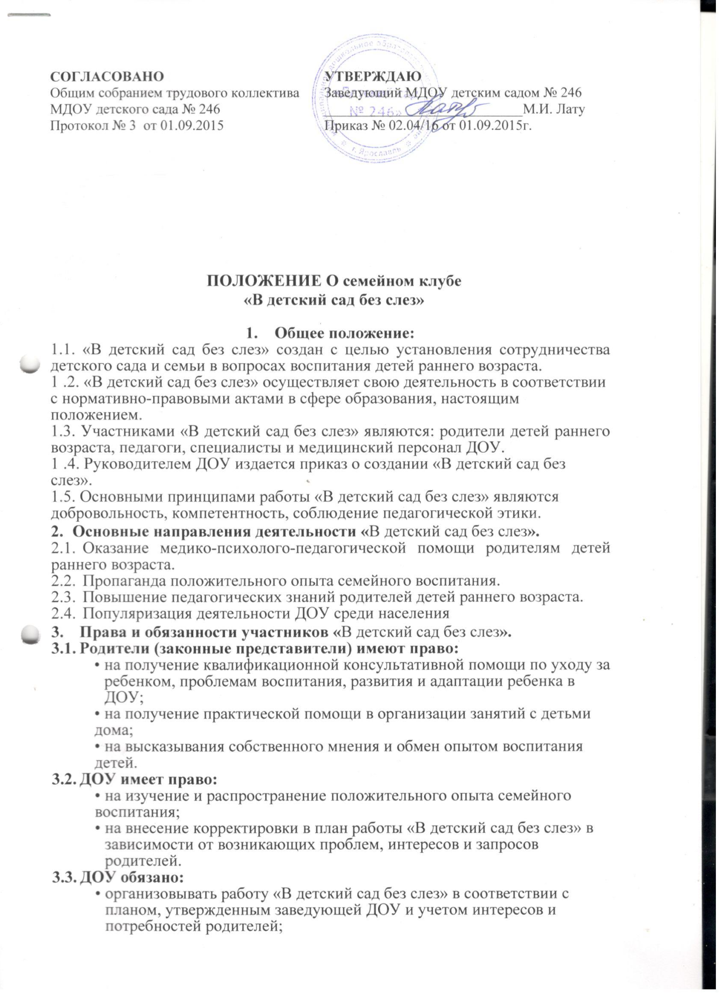 СОГЛАСОВАНО
Общим собранием трудового коллектива
МДОУ детского сада № 246
Протокол № 3 от 01.09.2015
УТВЕРЖДАЮ
Заведующий МДОУ детским садом № 246
М.И. Лату
Приказ № 02.04/16 от 01.09.2015г.
№ 246»
г. Ярославль
ПОЛОЖЕНИЕ О семейном клубе
«В детский сад без слез»
1. Общее положение:
1.1. «В детский сад без слез» создан с целью установления сотрудничества
детского сада и семьи в вопросах воспитания детей раннего возраста.
1 .2. «В детский сад без слез» осуществляет свою деятельность в соответствии
с нормативно-правовыми актами в сфере образования, настоящим
положением.
1.3. Участниками «В детский сад без слез» являются: родители детей раннего
возраста, педагоги, специалисты и медицинский персонал ДОУ.
1 .4. Руководителем ДОУ издается приказ о создании «В детский сад без
слез».
1.5. Основными принципами работы «В детский сад без слез» являются
добровольность, компетентность, соблюдение педагогической этики.
2. Основные направления деятельности «В детский сад без слез».
2.1. Оказание медико-психолого-педагогической помощи родителям детей
раннего возраста.
2.2. Пропаганда положительного опыта семейного воспитания.
2.3. Повышение педагогических знаний родителей детей раннего возраста.
2.4. Популяризация деятельности ДОУ среди населения
3. Права и обязанности участников «В детский сад без слез».
3.1. Родители (законные представители) имеют право:
• на получение квалификационной консультативной помощи по уходу за
ребенком, проблемам воспитания, развития и адаптации ребенка в
ДОУ;
• на получение практической помощи в организации занятий с детьми
дома;
• на высказывания собственного мнения и обмен опытом воспитания
детей.
3.2. ДОУ имеет право:
• на изучение и распространение положительного опыта семейного
воспитания;
• на внесение корректировки в план работы «В детский сад без слез» в
зависимости от возникающих проблем, интересов и запросов
родителей.
3.3. ДОУ обязано:
• организовывать работу «В детский сад без слез» в соответствии с
планом, утвержденным заведующей ДОУ и учетом интересов и
потребностей родителей;